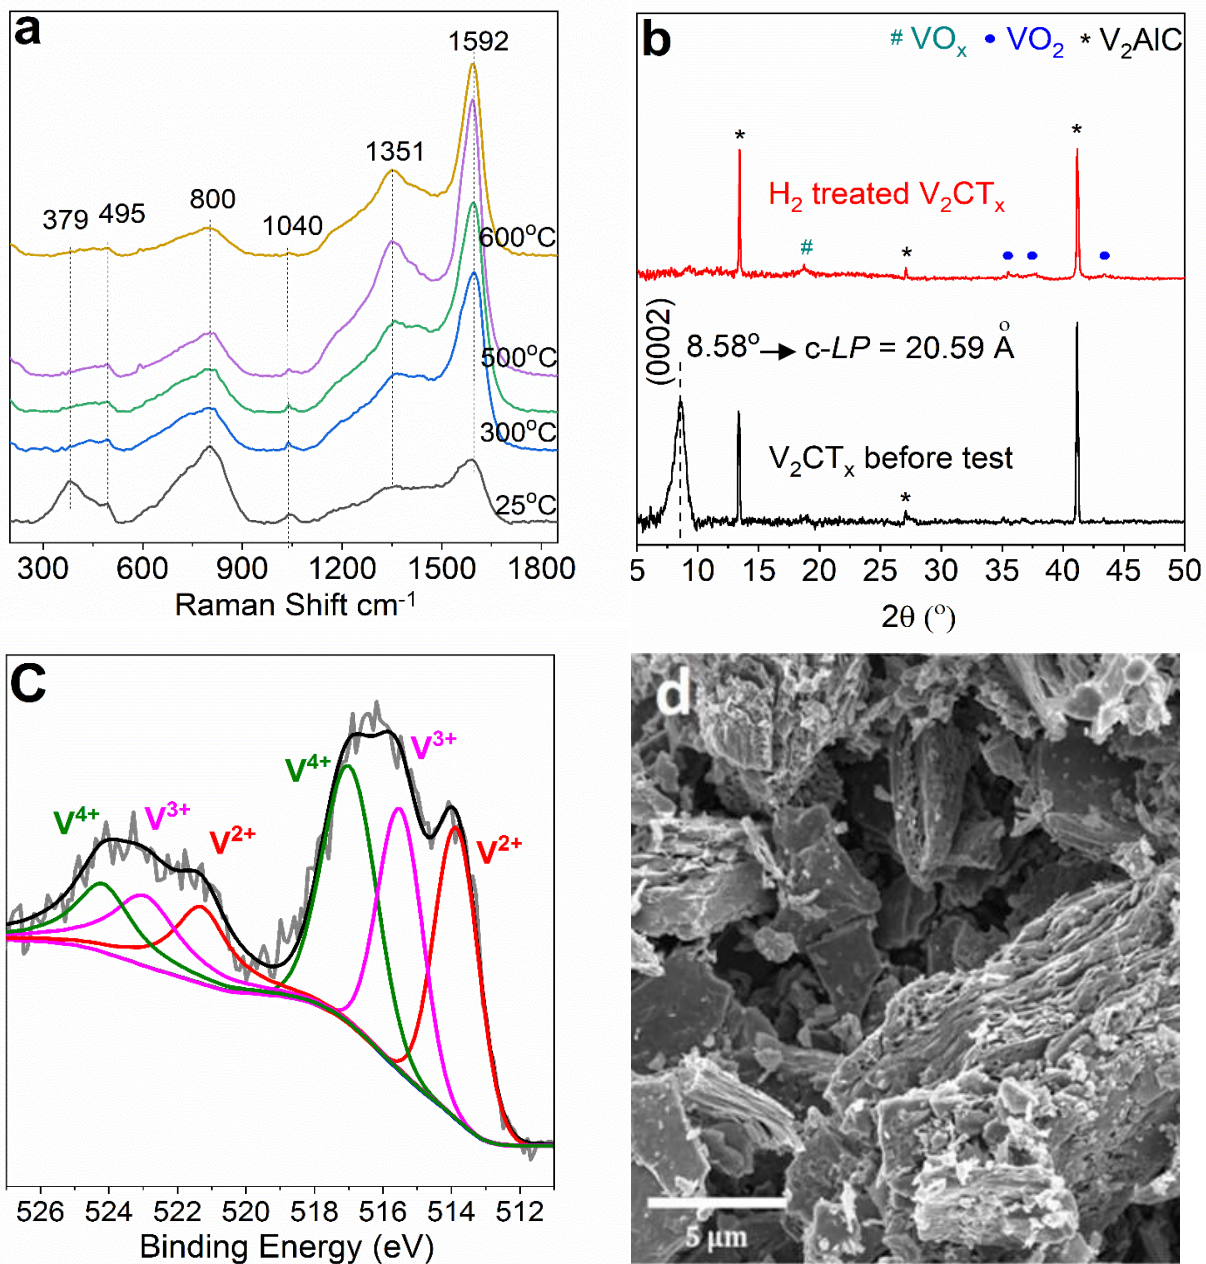 a
1592
1351
800
379
495
1040
600°C
500°C
300°C
25°C
300 600 900 1200 1500 1800
Raman Shift cm⁻¹
b
# VOₓ • VO₂ * V₂AlC
*
*
H₂ treated V₂CTₓ
#
*
(0002)
8.58° → c-LP = 20.59 Å
V₂CTₓ before test
*
5 10 15 20 25 30 35 40 45 50
2θ (°)
C
V⁴⁺
V³⁺
V²⁺
V⁴⁺
V³⁺
V²⁺
526 524 522 520 518 516 514 512
Binding Energy (eV)
d
5 μm